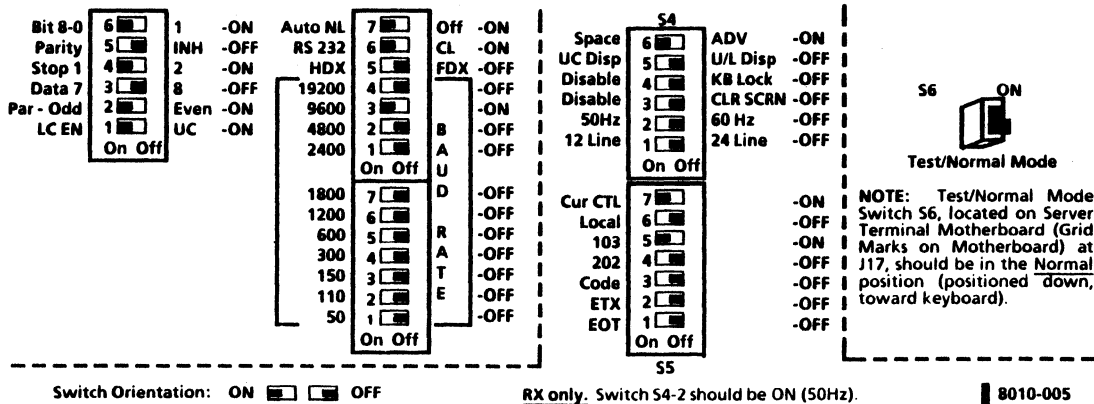 Bit 8-0 6 1 -ON
Parity 5 INH -OFF
Stop 1 4 2 -ON
Data 7 3 8 -OFF
Par - Odd 2 Even -ON
LC EN 1 UC -ON
On Off
Auto NL 7 Off -ON
RS 232 6 CL -ON
HDX 5 FDX -OFF
19200 4 -OFF
9600 3 -ON
4800 2 -OFF
2400 1 -OFF
On Off
BAUD RATE
1800 7 -OFF
1200 6 -OFF
600 5 -OFF
300 4 -OFF
150 3 -OFF
110 2 -OFF
50 1 -OFF
On Off
S4
Space 6 ADV -ON
UC Disp 5 U/L Disp -OFF
Disable 4 KB Lock -OFF
Disable 3 CLR SCRN -OFF
50Hz 2 60 Hz -OFF
12 Line 1 24 Line -OFF
On Off
Cur CTL 7 -ON
Local 6 -OFF
103 5 -ON
202 4 -OFF
Code 3 -OFF
ETX 2 -OFF
EOT 1 -OFF
On Off
S5
S6 ON
Test/Normal Mode
NOTE: Test/Normal Mode
Switch S6, located on Server
Terminal Motherboard (Grid
Marks on Motherboard) at
J17, should be in the Normal
position (positioned down,
toward keyboard).
Switch Orientation: ON OFF
RX only. Switch S4-2 should be ON (50Hz).
8010-005